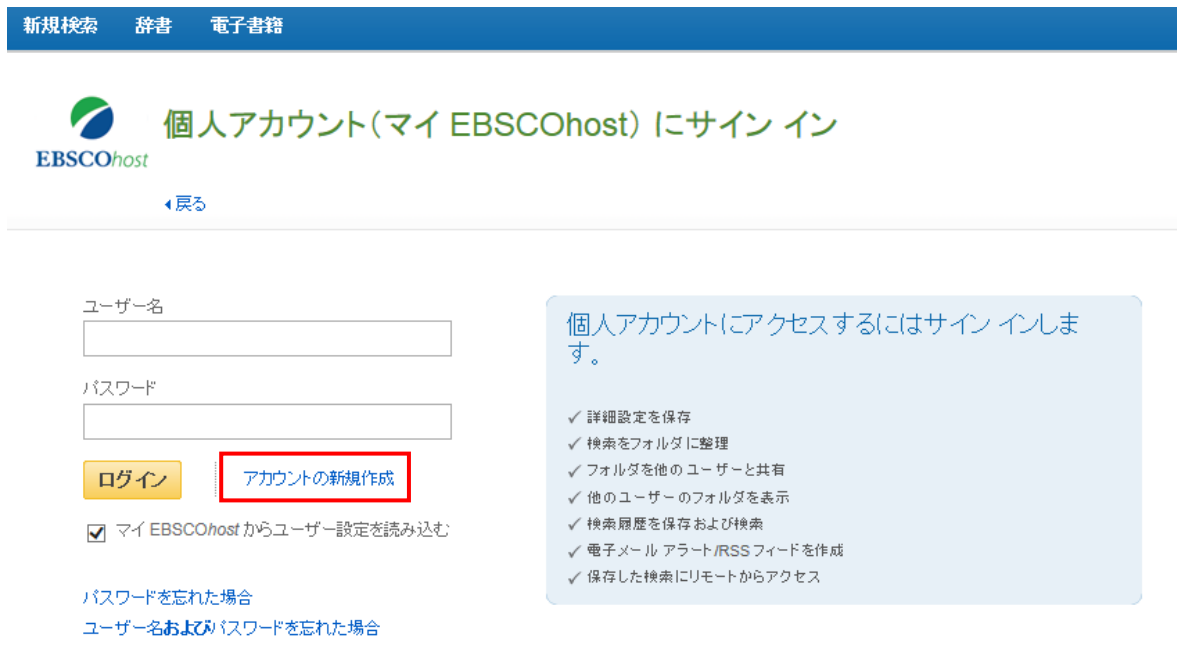 新規検索 辞書 電子書籍
個人アカウント(マイ EBSCOhost) にサイン イン
EBSCOhost
戻る
ユーザー名
パスワード
ログイン アカウントの新規作成
マイ EBSCOhost からユーザー設定を読み込む
パスワードを忘れた場合
ユーザー名およびパスワードを忘れた場合
個人アカウントにアクセスするにはサイン インしま
す。
✓ 詳細設定を保存
✓ 検索をフォルダに整理
✓ フォルダを他のユーザーと共有
✓ 他のユーザーのフォルダを表示
✓ 検索履歴を保存および検索
✓ 電子メール アラート/RSS フィードを作成
✓ 保存した検索にリモートからアクセス